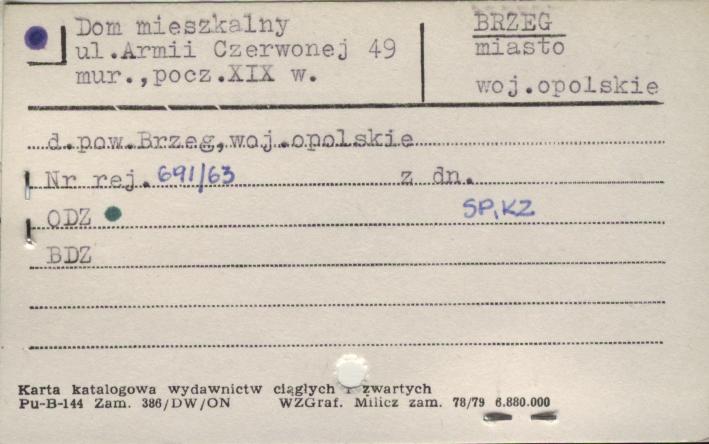 Dom mieszkalny
ul.Armii Czerwonej 49
mur.,pocz.XIX w.
BRZEG
miasto
woj.opolskie
d.pow.Brzeg,woj.opolskie
Nr rej. 691/63 z dn.
ODZ SP,KZ
BDZ
Karta katalogowa wydawnictw ciągłych i zwartych
Pu-B-144 Zam. 386/DW/ON WZGraf. Milicz zam. 78/79 6.880.000